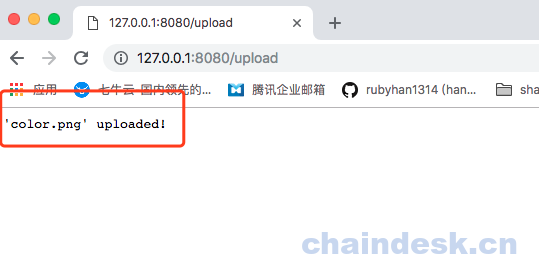 127.0.0.1:8080/upload
127.0.0.1:8080/upload
应用
七牛云-国内领先的...
腾讯企业邮箱
rubyhan1314 (han...
sha
'color.png' uploaded!
chaindesk.cn